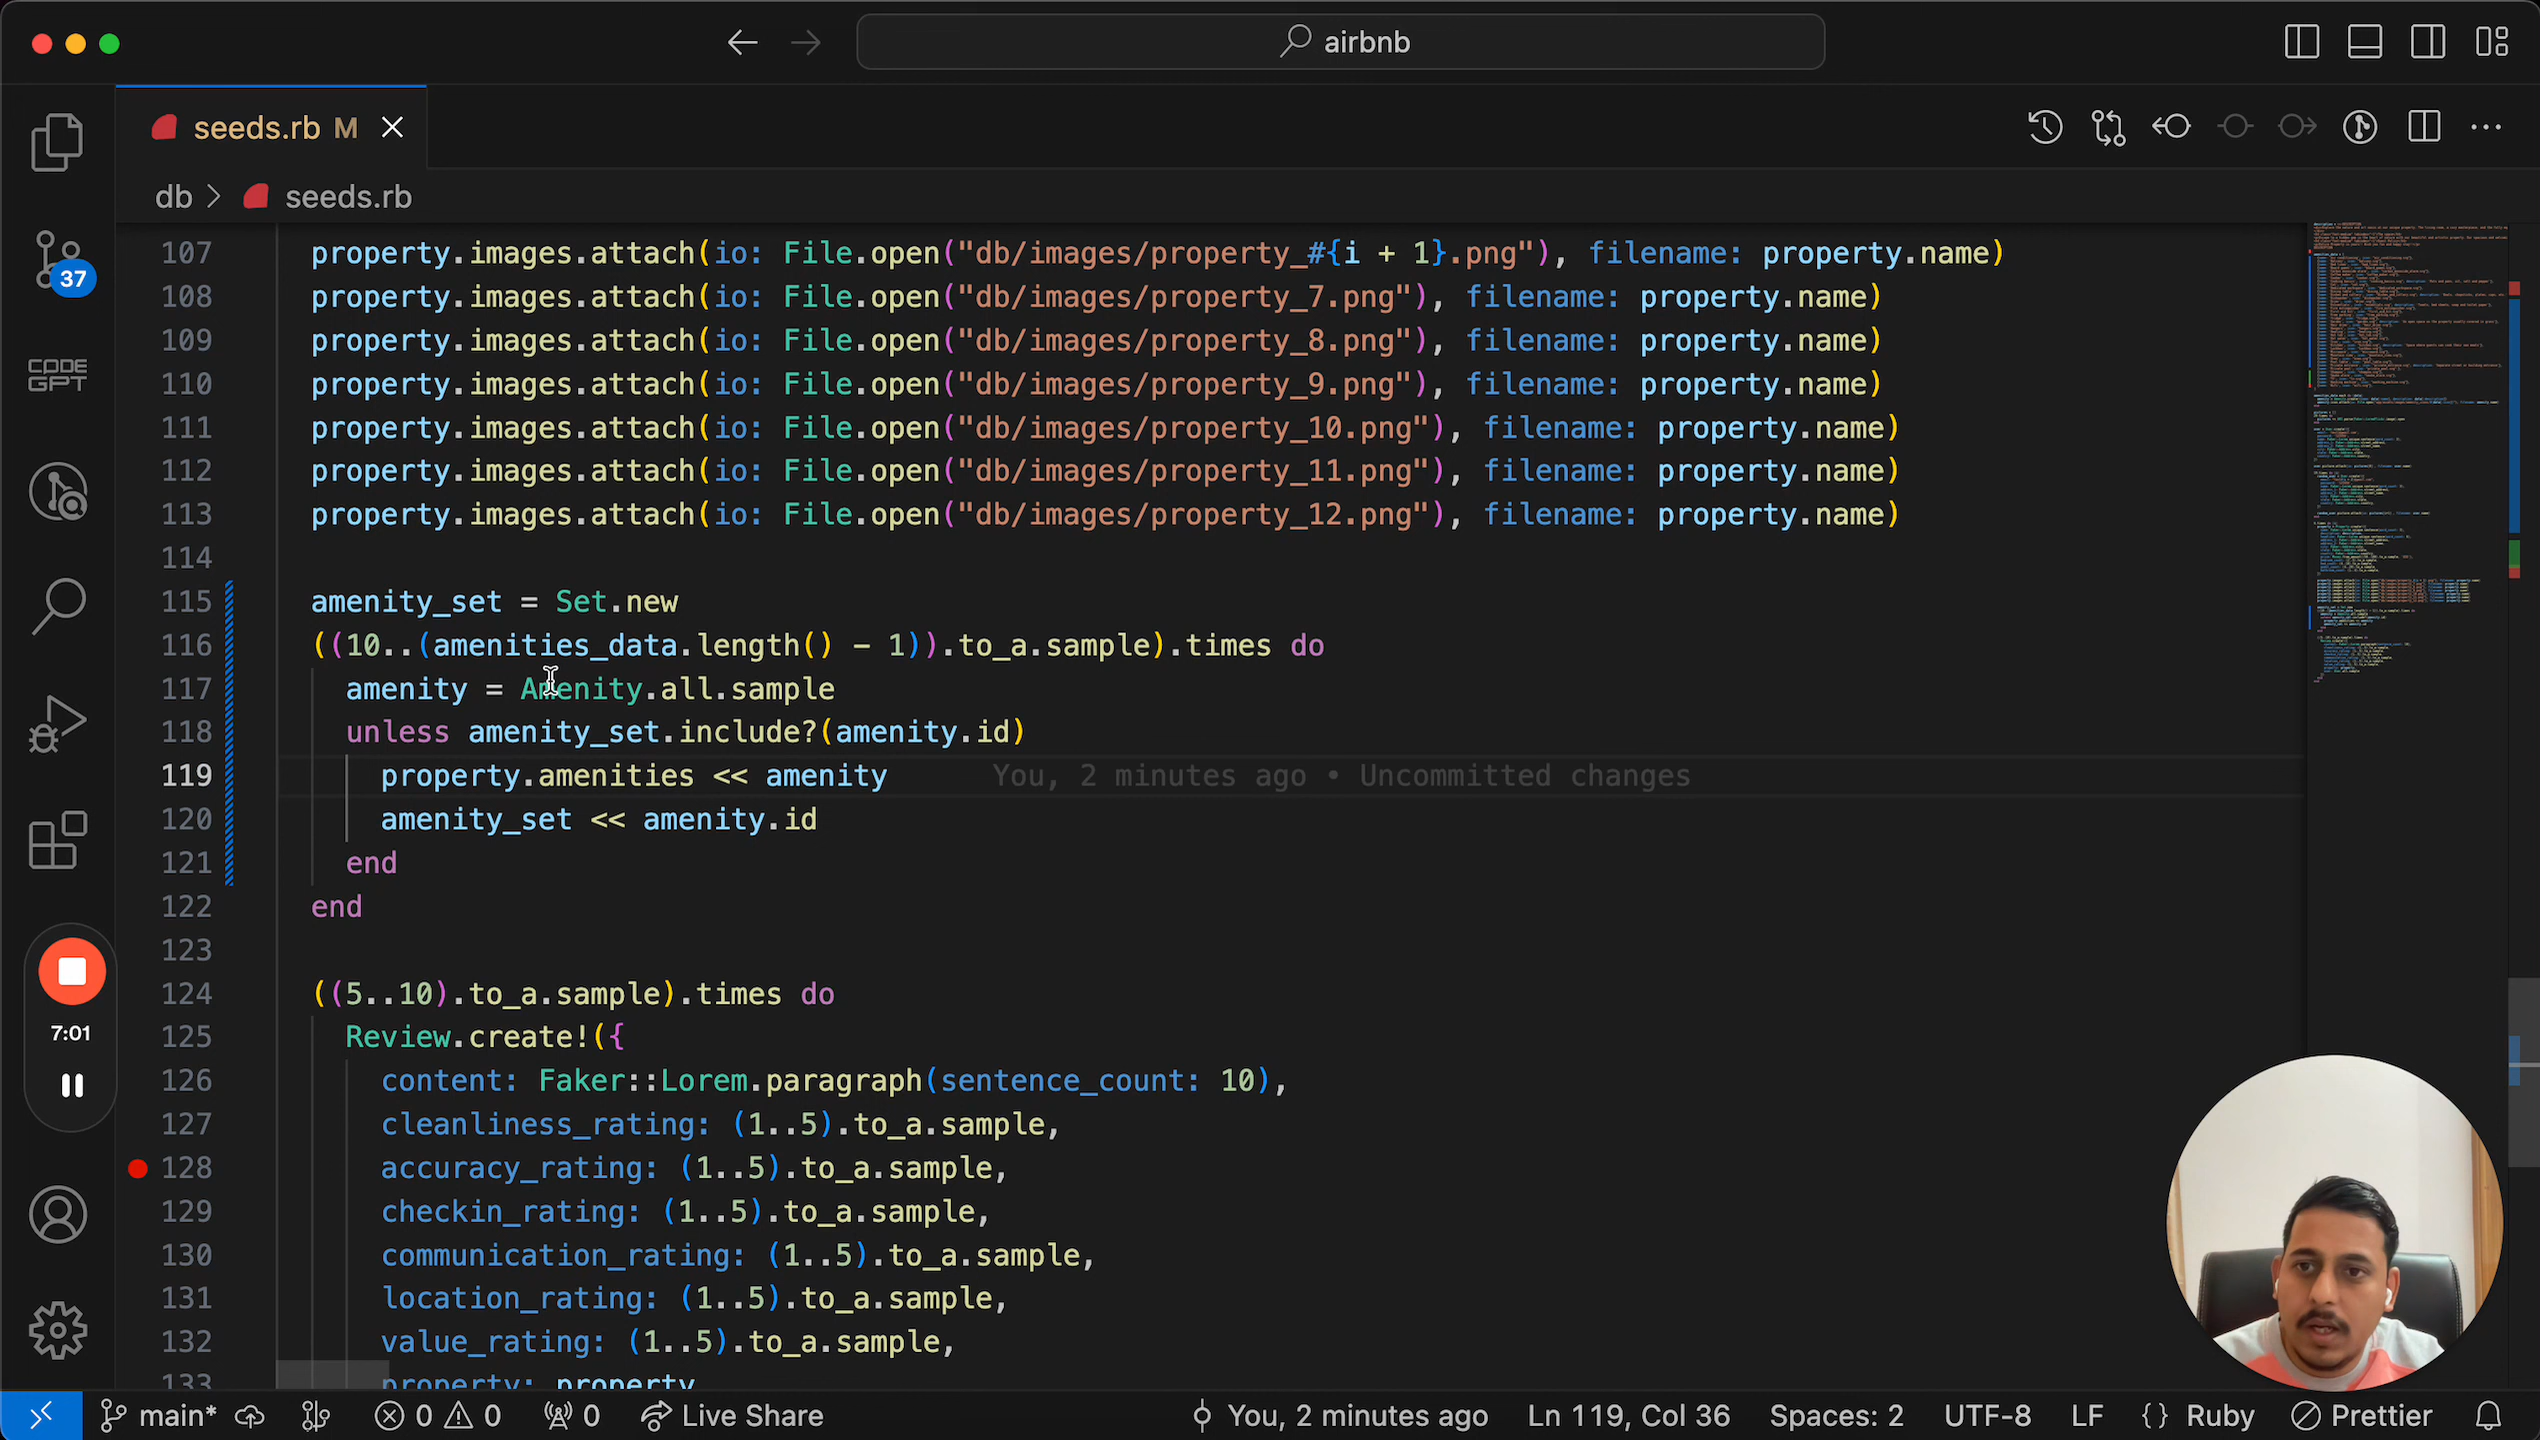 airbnb
seeds.rb M
db > seeds.rb
37
CODE
GPT
107 property.images.attach(io: File.open("db/images/property_#{i + 1}.png"), filename: property.name)
108 property.images.attach(io: File.open("db/images/property_7.png"), filename: property.name)
109 property.images.attach(io: File.open("db/images/property_8.png"), filename: property.name)
110 property.images.attach(io: File.open("db/images/property_9.png"), filename: property.name)
111 property.images.attach(io: File.open("db/images/property_10.png"), filename: property.name)
112 property.images.attach(io: File.open("db/images/property_11.png"), filename: property.name)
113 property.images.attach(io: File.open("db/images/property_12.png"), filename: property.name)
114
115 amenity_set = Set.new
116 ((10..(amenities_data.length() - 1)).to_a.sample).times do
117 amenity = Amenity.all.sample
118 unless amenity_set.include?(amenity.id)
119 property.amenities << amenity You, 2 minutes ago • Uncommitted changes
120 amenity_set << amenity.id
121 end
122 end
123
124 ((5..10).to_a.sample).times do
125 Review.create!({
126 content: Faker::Lorem.paragraph(sentence_count: 10),
127 cleanliness_rating: (1..5).to_a.sample,
128 accuracy_rating: (1..5).to_a.sample,
129 checkin_rating: (1..5).to_a.sample,
130 communication_rating: (1..5).to_a.sample,
131 location_rating: (1..5).to_a.sample,
132 value_rating: (1..5).to_a.sample,
133 property: property
7:01
main* 0 0 0 Live Share You, 2 minutes ago Ln 119, Col 36 Spaces: 2 UTF-8 LF {} Ruby Prettier